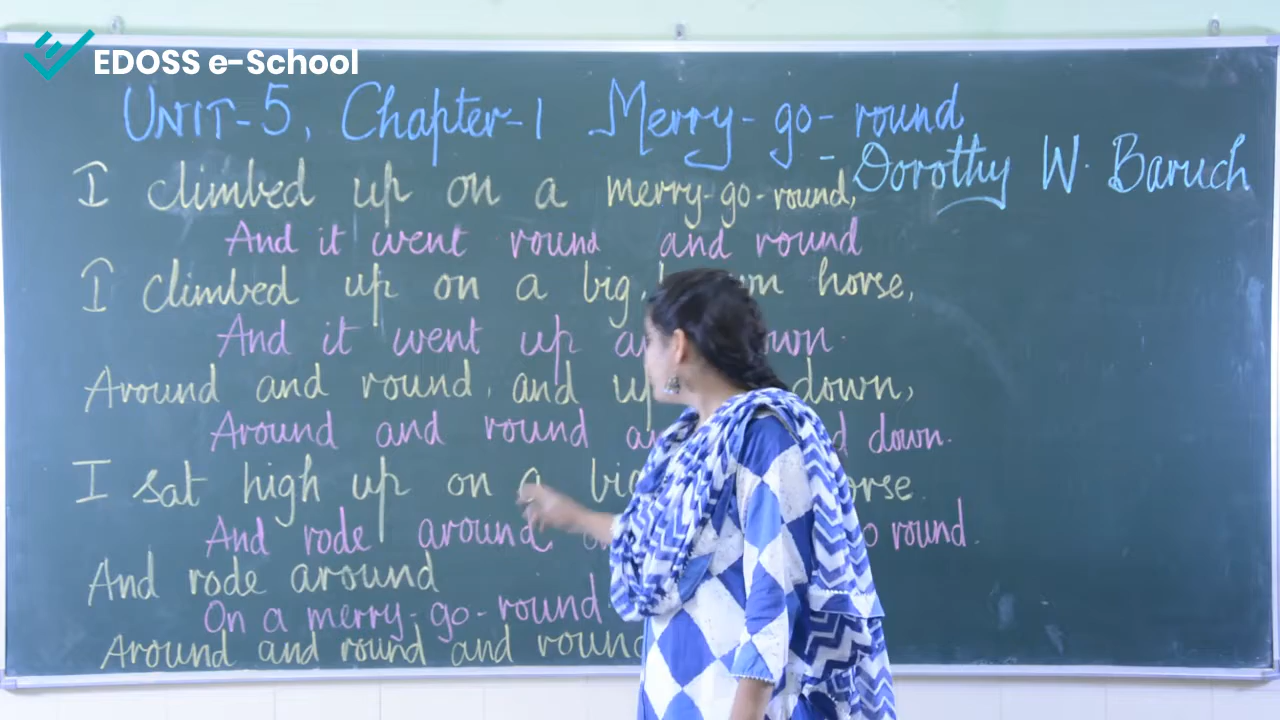 EDOSS e-School
UNIT-5, Chapter-1 Merry-go-round
- Dorothy W. Baruch
I climbed up on a merry-go-round,
And it went round and round
I climbed up on a big, horse,
And it went up
Around and round, and down,
Around and round down.
I sat high up on a big
And rode around round.
And rode around
On a merry-go-round.
Around and round and round